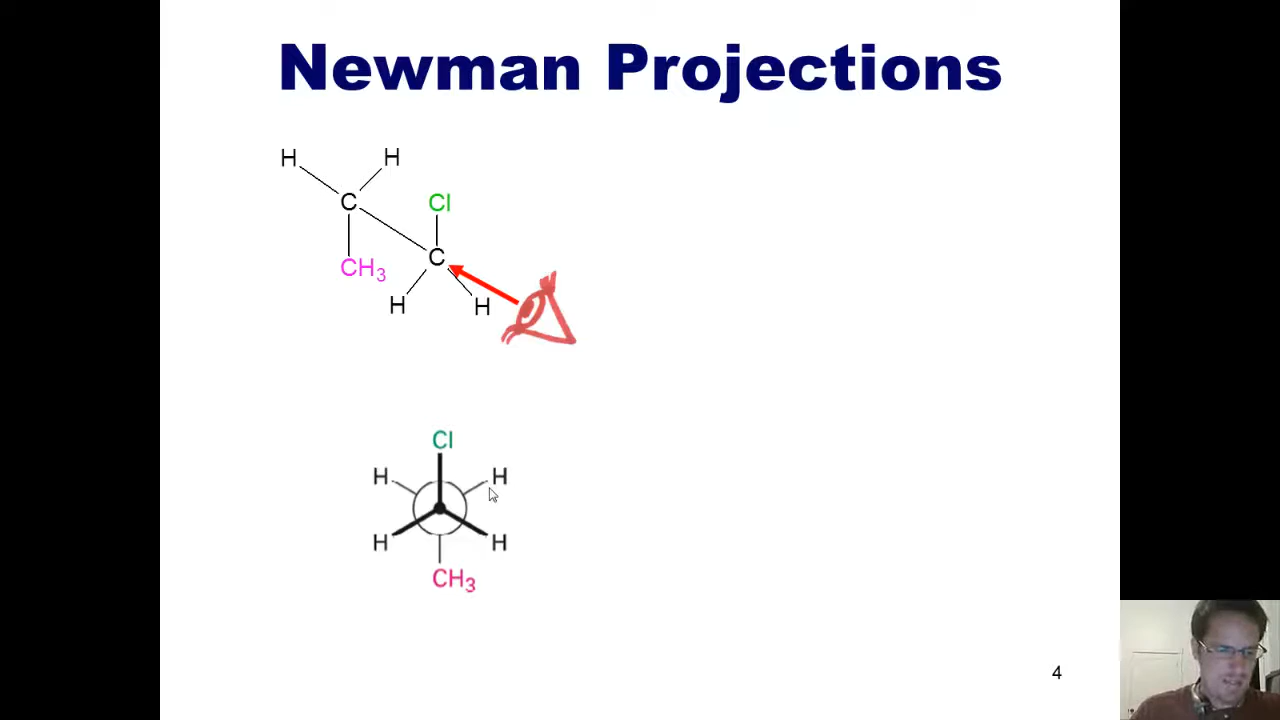 Newman Projections
H H
C Cl
CH3 C
H H
Cl
H H
H H
CH3
4